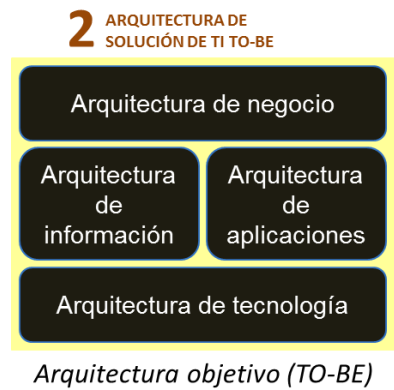 2
ARQUITECTURA DE
SOLUCIÓN DE TI TO-BE
Arquitectura de negocio
Arquitectura
de
información
Arquitectura
de
aplicaciones
Arquitectura de tecnología
Arquitectura objetivo (TO-BE)